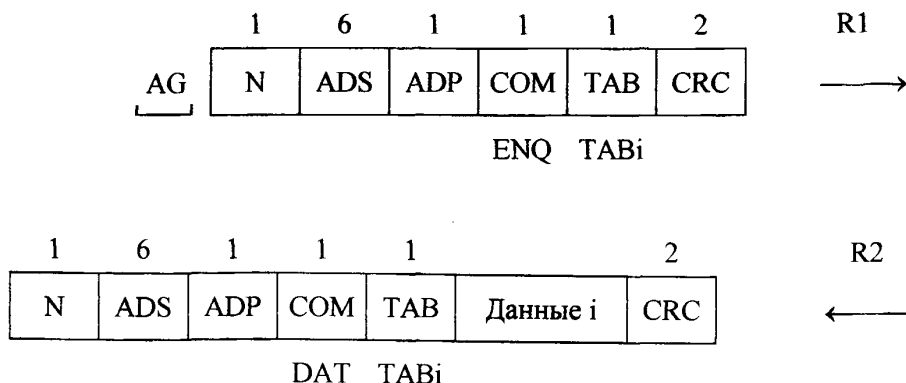 1 6 1 1 1 2 R1
AG N ADS ADP COM TAB CRC
ENQ TABi
1 6 1 1 1 2 R2
N ADS ADP COM TAB Данные i CRC
DAT TABi